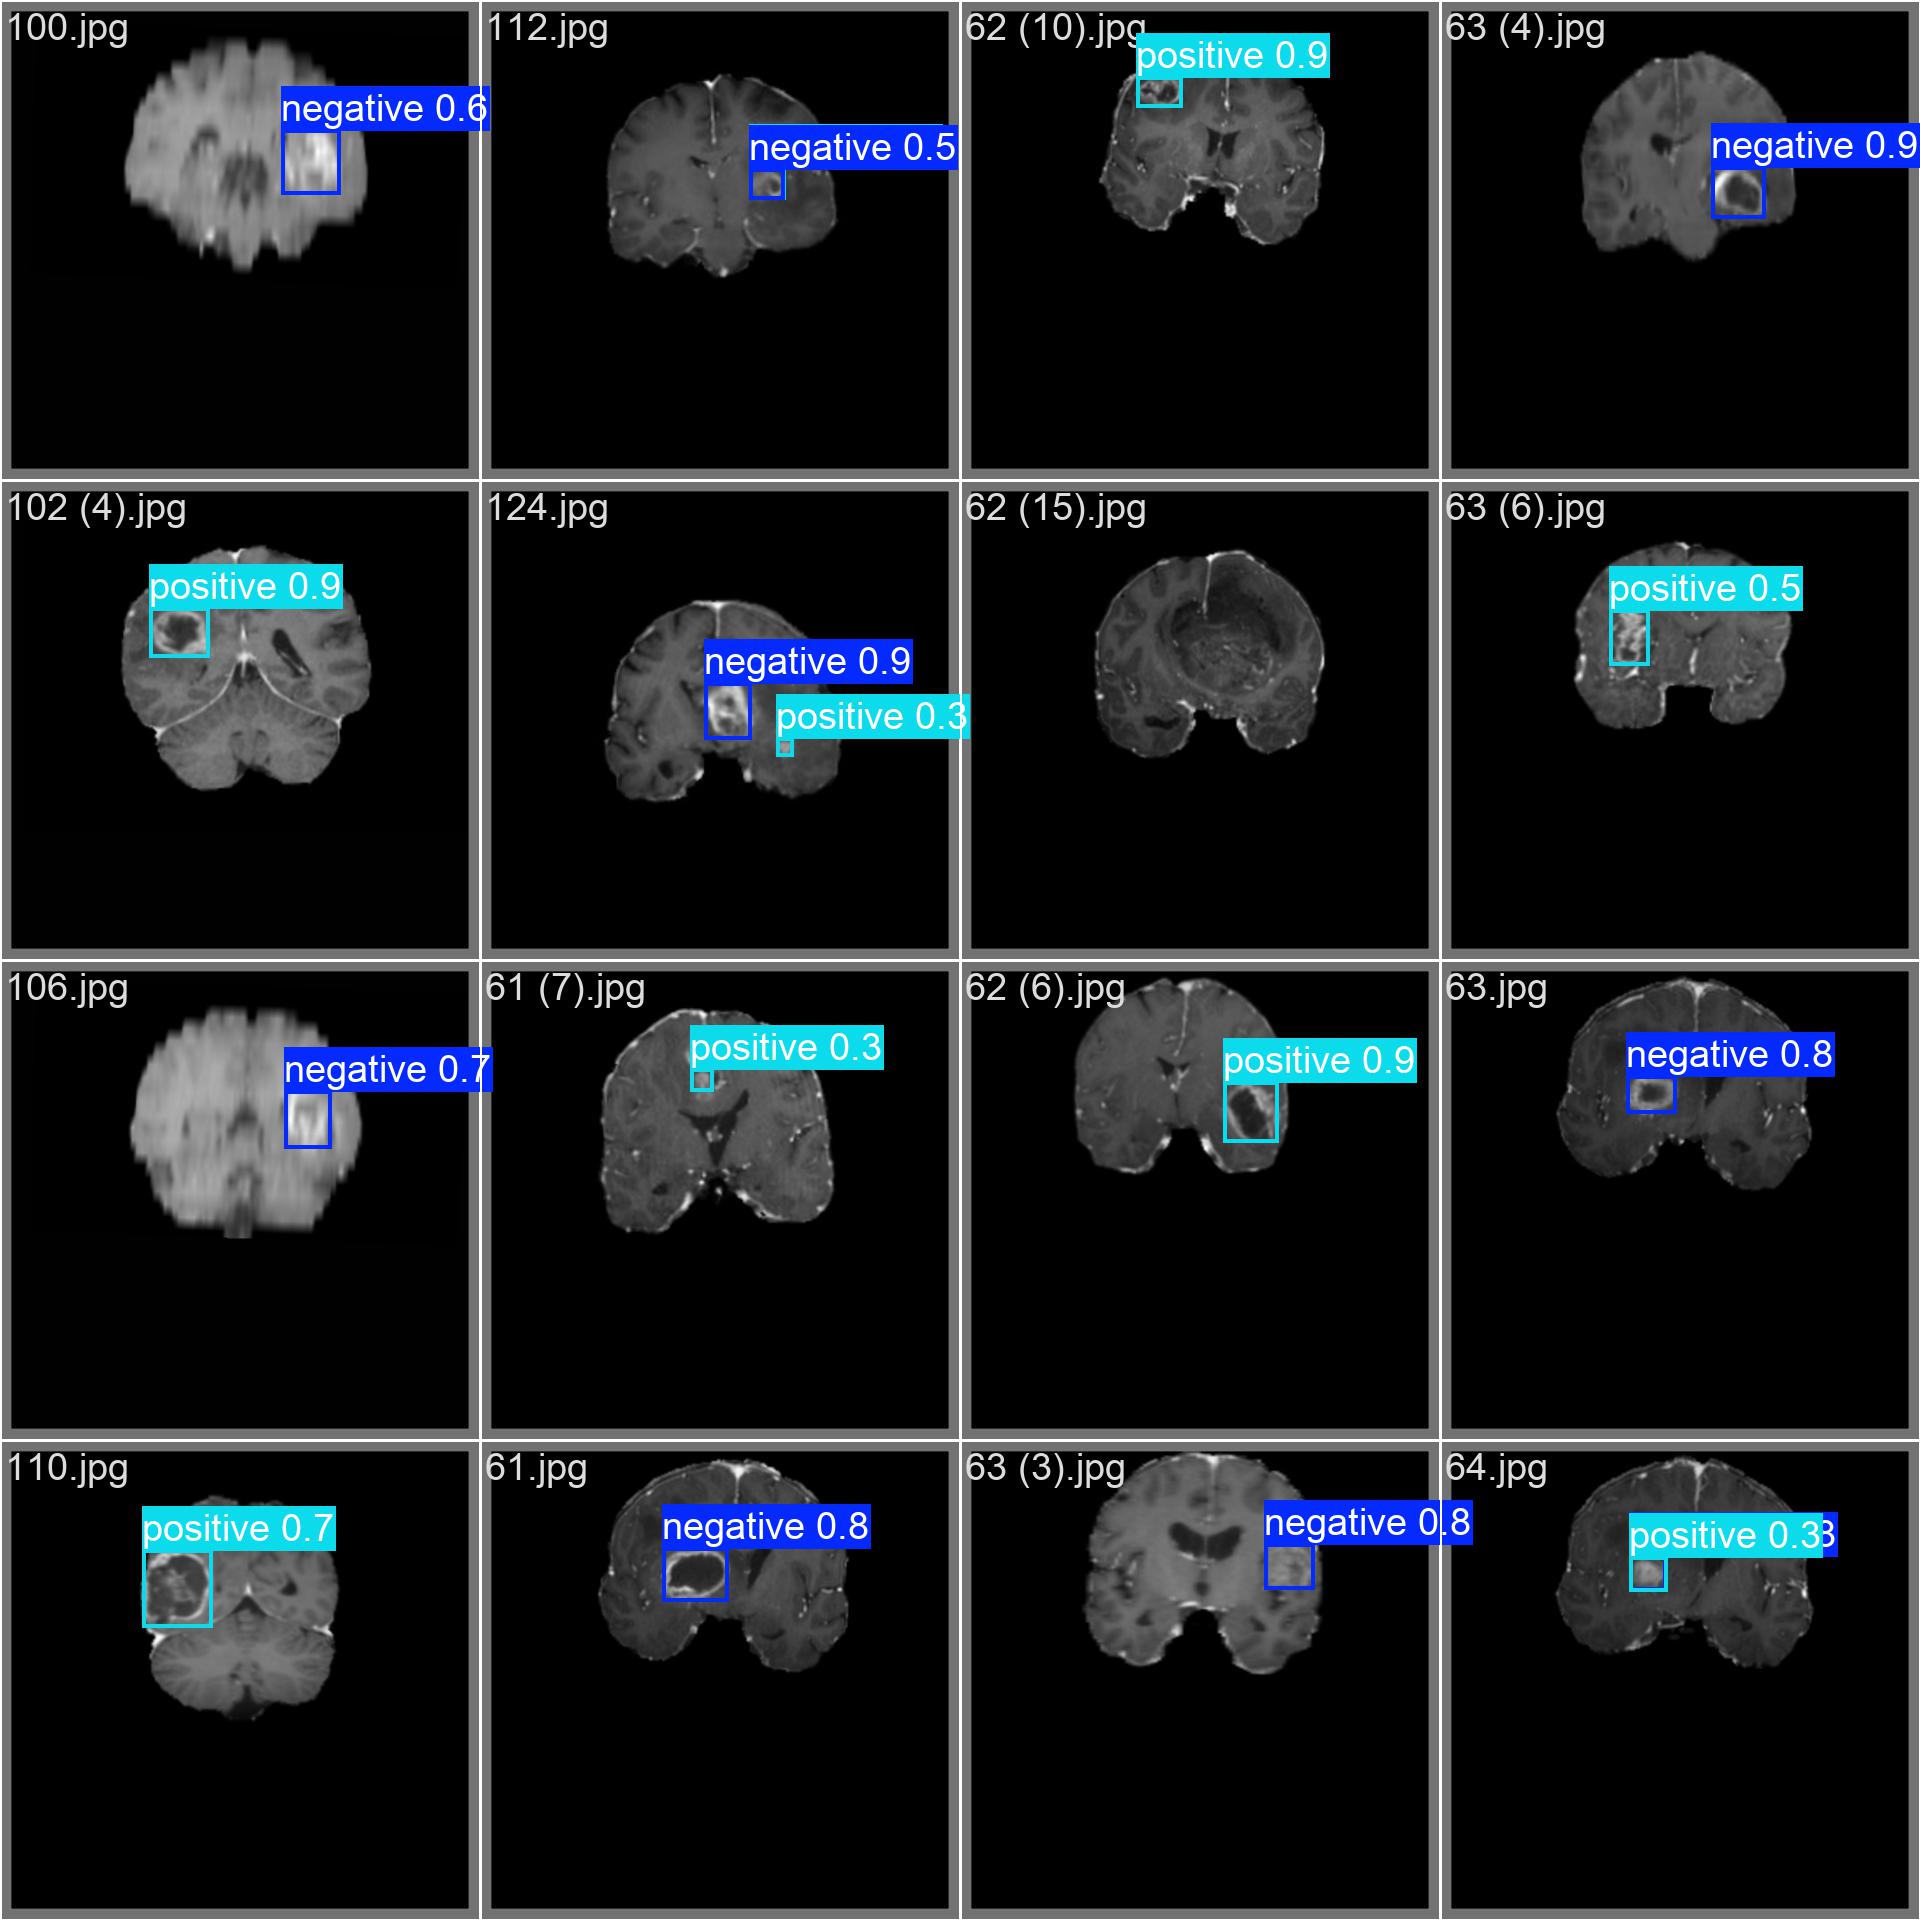 100.jpg
negative 0.6
112.jpg
negative 0.5
62 (10).jpg
positive 0.9
63 (4).jpg
negative 0.9
102 (4).jpg
positive 0.9
124.jpg
negative 0.9
positive 0.3
62 (15).jpg
63 (6).jpg
positive 0.5
106.jpg
negative 0.7
61 (7).jpg
positive 0.3
62 (6).jpg
positive 0.9
63.jpg
negative 0.8
110.jpg
positive 0.7
61.jpg
negative 0.8
63 (3).jpg
negative 0.8
64.jpg
positive 0.3